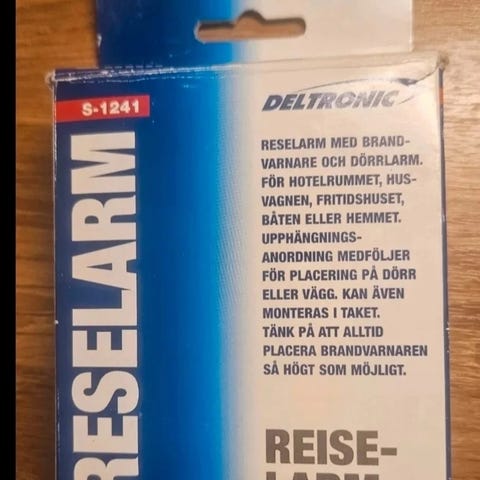 S-1241
RESELARM
DELTRONIC
RESELARM MED BRAND-
VARNARE OCH DÖRRLARM.
FÖR HOTELRUMMET, HUS-
VAGNEN, FRITIDSHUSET,
BÅTEN ELLER HEMMET.
UPPHÄNGNINGS-
ANORDNING MEDFÖLJER
FÖR PLACERING PÅ DÖRR
ELLER VÄGG. KAN ÄVEN
MONTERAS I TAKET.
TÄNK PÅ ATT ALLTID
PLACERA BRANDVARNAREN
SÅ HÖGT SOM MÖJLIGT.
REISE-
LARM